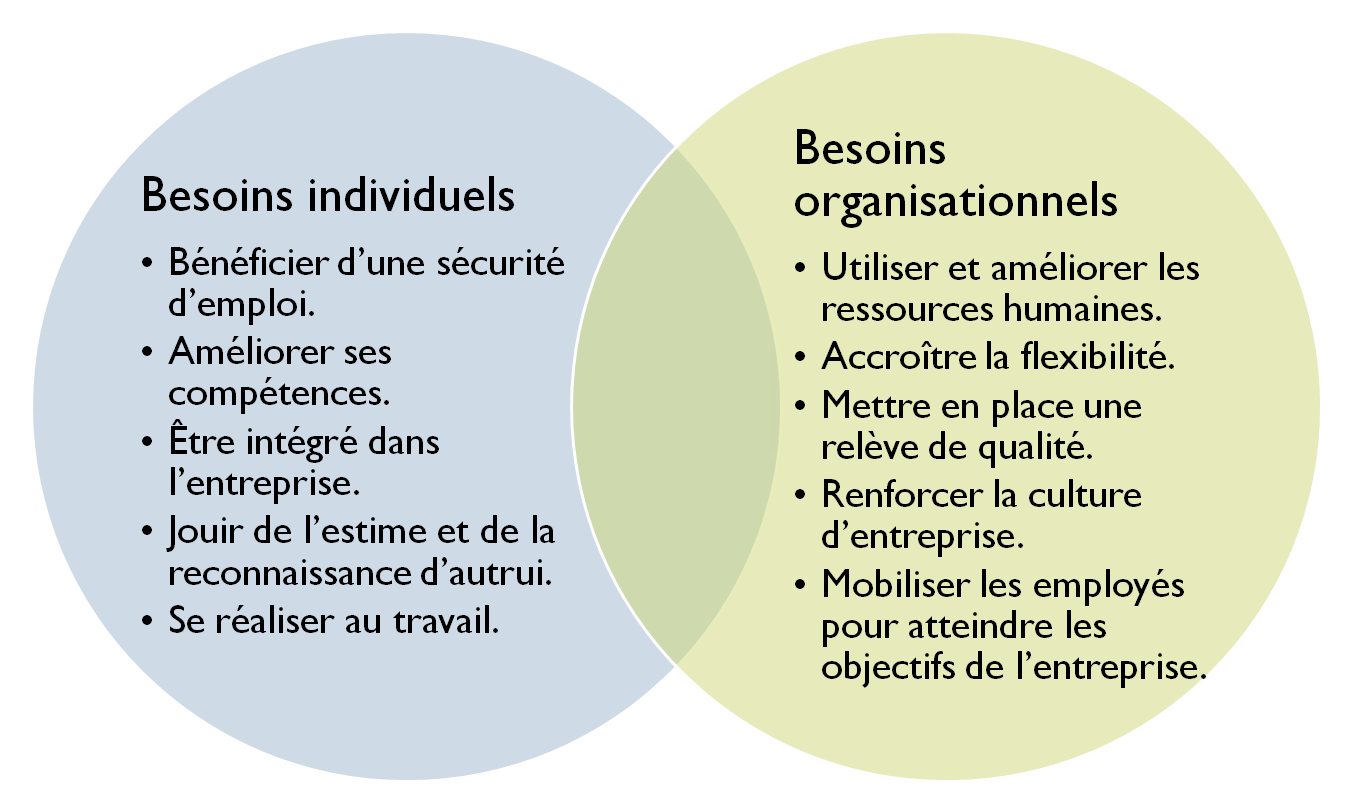 Besoins individuels
• Bénéficier d’une sécurité
d’emploi.
• Améliorer ses
compétences.
• Être intégré dans
l’entreprise.
• Jouir de l’estime et de la
reconnaissance d’autrui.
• Se réaliser au travail.
Besoins
organisationnels
• Utiliser et améliorer les
ressources humaines.
• Accroître la flexibilité.
• Mettre en place une
relève de qualité.
• Renforcer la culture
d’entreprise.
• Mobiliser les employés
pour atteindre les
objectifs de l’entreprise.